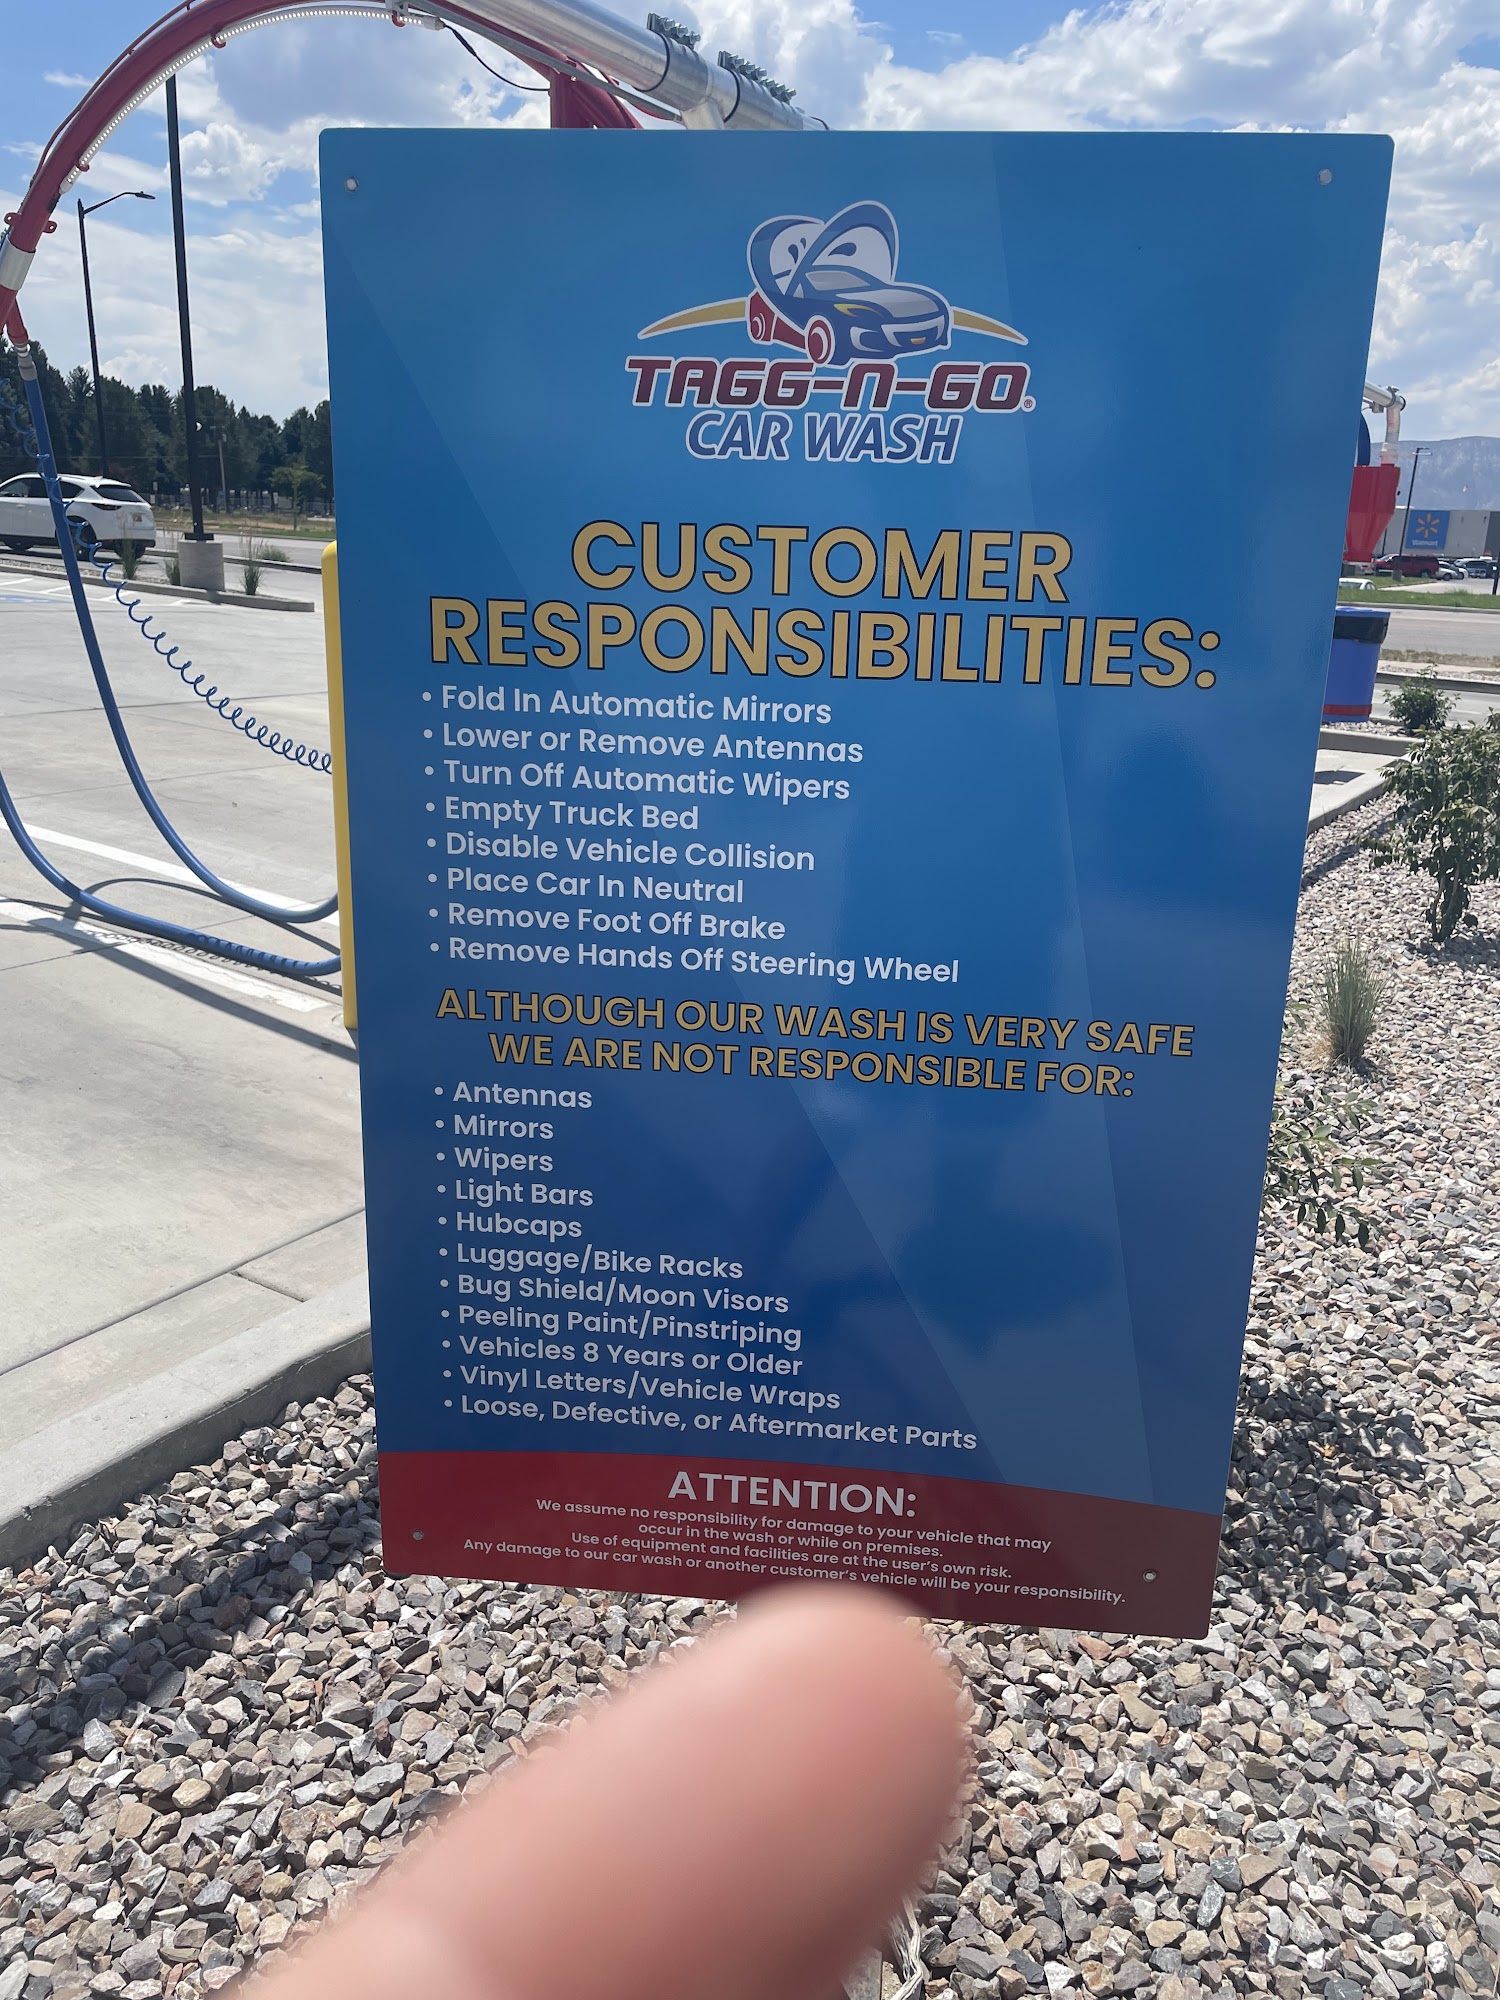 TAGG-N-GO®
CAR WASH
CUSTOMER
RESPONSIBILITIES:
• Fold In Automatic Mirrors
• Lower or Remove Antennas
• Turn Off Automatic Wipers
• Empty Truck Bed
• Disable Vehicle Collision
• Place Car In Neutral
• Remove Foot Off Brake
• Remove Hands Off Steering Wheel
ALTHOUGH OUR WASH IS VERY SAFE
WE ARE NOT RESPONSIBLE FOR:
• Antennas
• Mirrors
• Wipers
• Light Bars
• Hubcaps
• Luggage/Bike Racks
• Bug Shield/Moon Visors
• Peeling Paint/Pinstriping
• Vehicles 8 Years or Older
• Vinyl Letters/Vehicle Wraps
• Loose, Defective, or Aftermarket Parts
ATTENTION:
We assume no responsibility for damage to your vehicle that may
occur in the wash or while on premises.
Use of equipment and facilities are at the user's own risk.
Any damage to our car wash or another customer's vehicle will be your responsibility.
Walmart